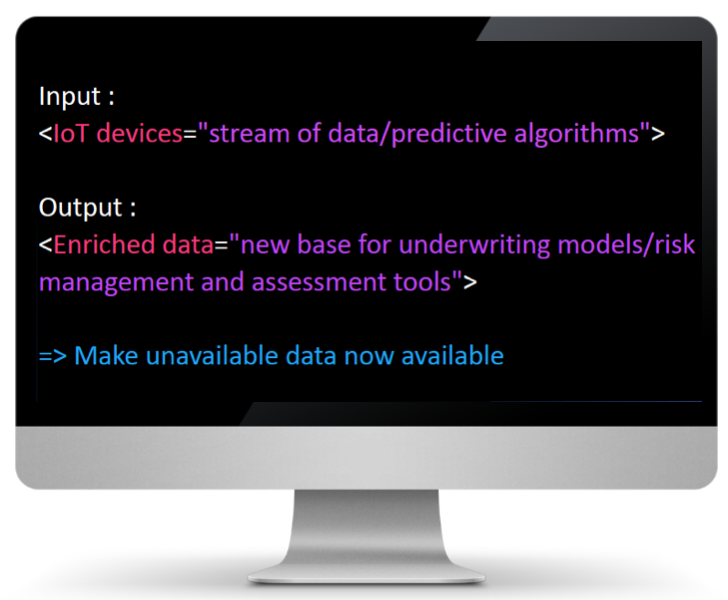 Input :
<IoT devices="stream of data/predictive algorithms">
Output :
<Enriched data="new base for underwriting models/risk
management and assessment tools">
=> Make unavailable data now available